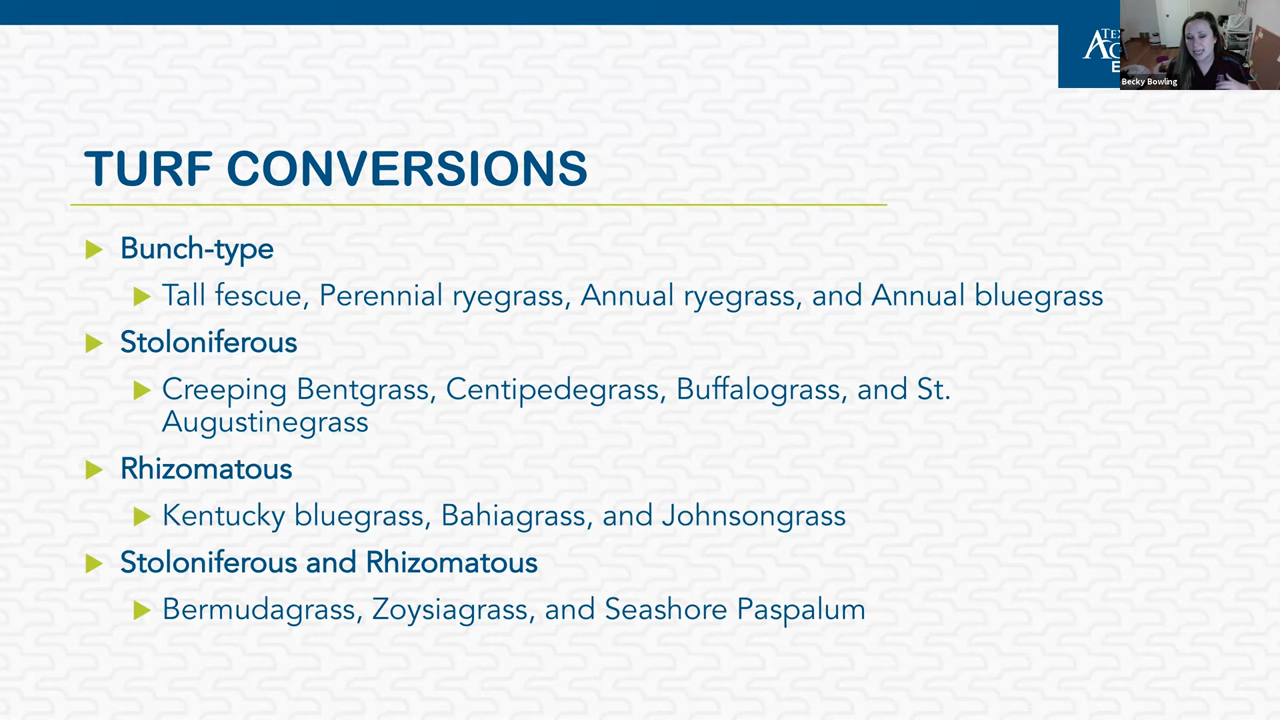 Becky Bowling
TURF CONVERSIONS
Bunch-type
Tall fescue, Perennial ryegrass, Annual ryegrass, and Annual bluegrass
Stoloniferous
Creeping Bentgrass, Centipedegrass, Buffalograss, and St.
Augustinegrass
Rhizomatous
Kentucky bluegrass, Bahiagrass, and Johnsongrass
Stoloniferous and Rhizomatous
Bermudagrass, Zoysiagrass, and Seashore Paspalum